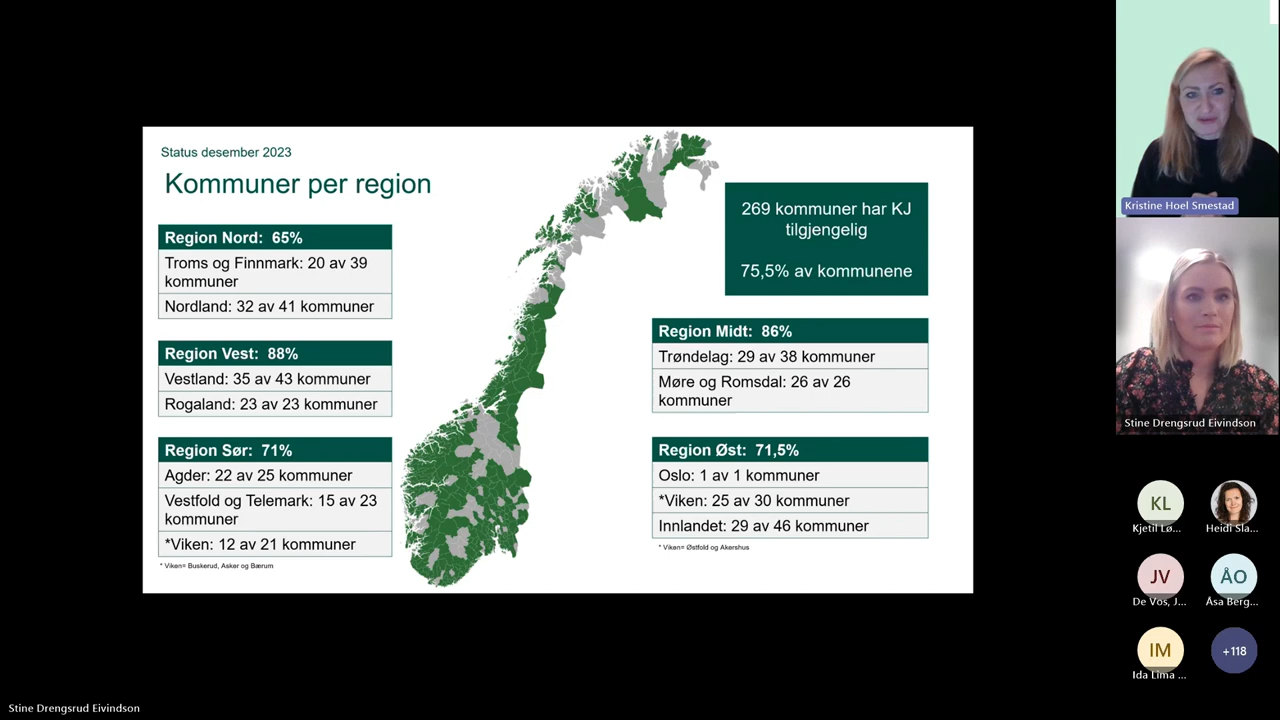 Status desember 2023
Kommuner per region
Region Nord: 65%
Troms og Finnmark: 20 av 39
kommuner
Nordland: 32 av 41 kommuner
Region Vest: 88%
Vestland: 35 av 43 kommuner
Rogaland: 23 av 23 kommuner
Region Sør: 71%
Agder: 22 av 25 kommuner
Vestfold og Telemark: 15 av 23
kommuner
*Viken: 12 av 21 kommuner
* Viken= Buskerud, Asker og Bærum
269 kommuner har KJ
tilgjengelig
75,5% av kommunene
Region Midt: 86%
Trøndelag: 29 av 38 kommuner
Møre og Romsdal: 26 av 26
kommuner
Region Øst: 71,5%
Oslo: 1 av 1 kommuner
*Viken: 25 av 30 kommuner
Innlandet: 29 av 46 kommuner
* Viken= Østfold og Akershus
Kristine Hoel Smestad
Stine Drengsrud Eivindson
KL
Kjetil Lø...
Heidi Sla...
JV
De Vos, J...
ÅO
Åsa Berg...
IM
Ida Lima ...
+118
Stine Drengsrud Eivindson